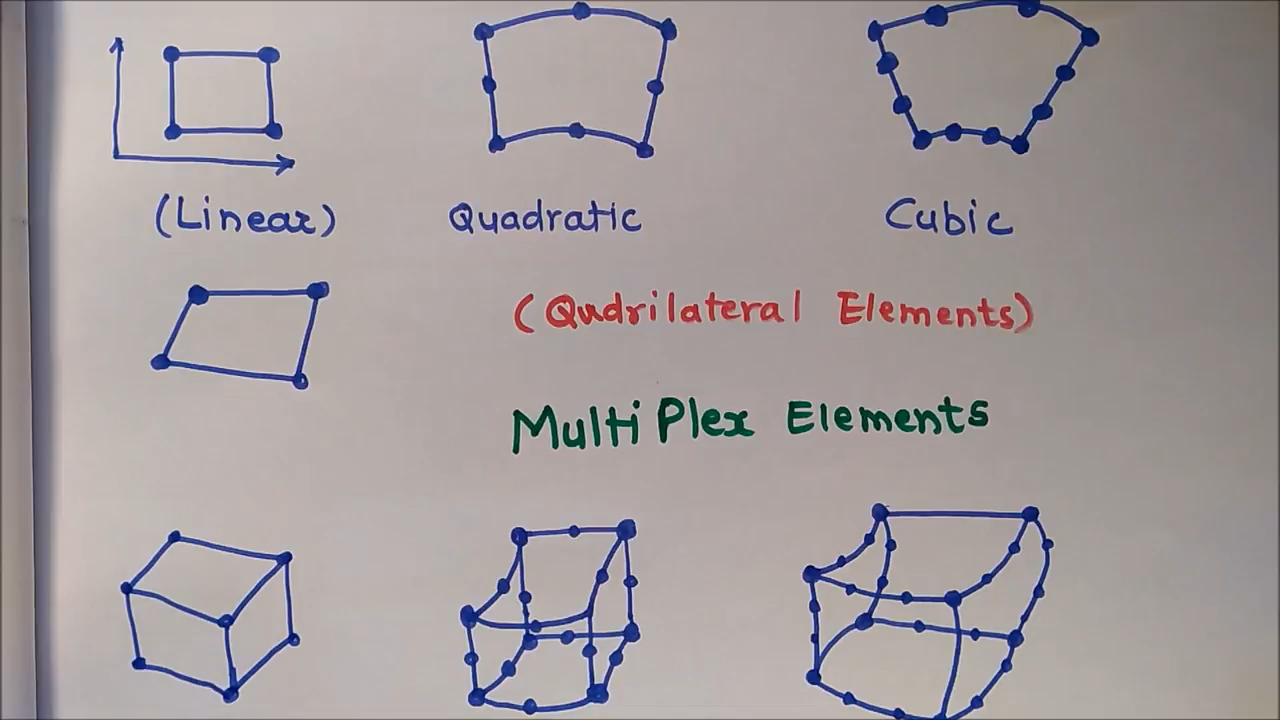 (Linear) Quadratic Cubic
(Qudrilateral Elements)
MultiPlex Elements